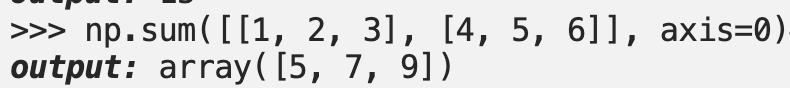 >>> np.sum([[1, 2, 3], [4, 5, 6]], axis=0)
output: array([5, 7, 9])